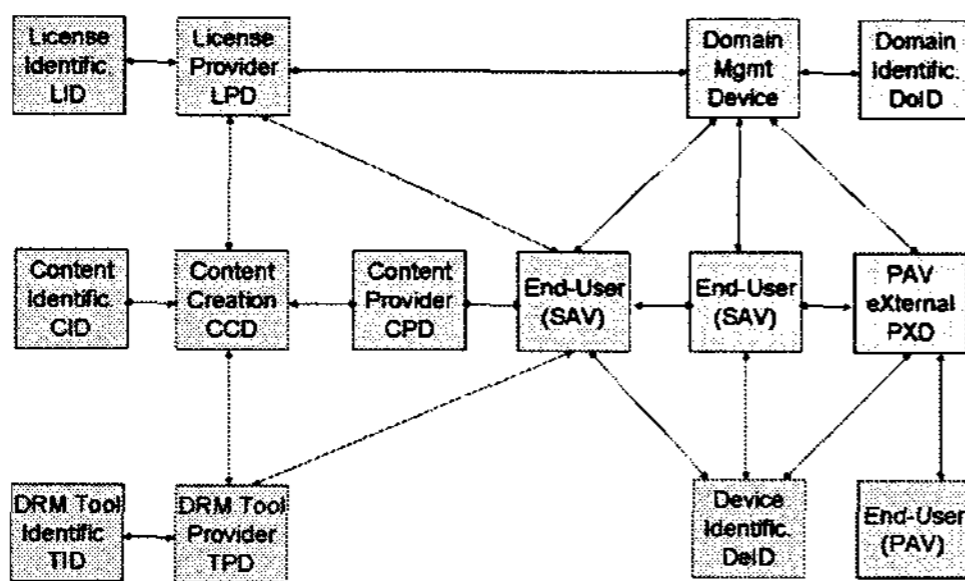 License
Identific.
LID
License
Provider
LPD
Domain
Mgmt
Device
Domain
Identific.
DoID
Content
Identific.
CID
Content
Creation
CCD
Content
Provider
CPD
End-User
(SAV)
End-User
(SAV)
PAV
eXternal
PXD
DRM Tool
Identific.
TID
DRM Tool
Provider
TPD
Device
Identific.
DeID
End-User
(PAV)